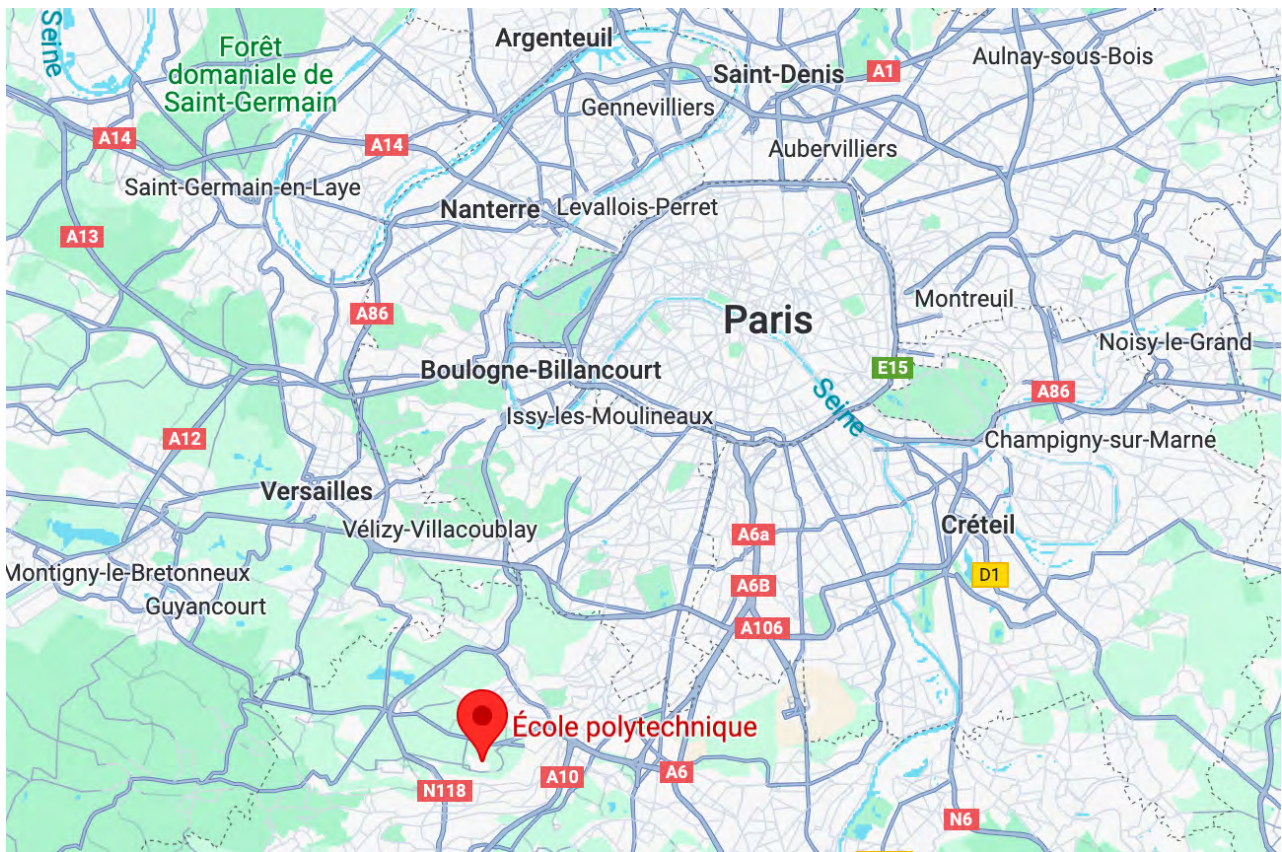 Seine
Forêt
domaniale de
Saint-Germain
Argenteuil
Saint-Denis
A1
Aulnay-sous-Bois
Gennevilliers
A14
A14
Aubervilliers
Saint-Germain-en-Laye
Nanterre
Levallois-Perret
A13
A86
Paris
Montreuil
Noisy-le-Grand
Boulogne-Billancourt
E15
Seine
A86
Issy-les-Moulineaux
A12
Champigny-sur-Marne
Versailles
Vélizy-Villacoublay
A6a
Créteil
Montigny-le-Bretonneux
D1
A6B
Guyancourt
A106
École polytechnique
A10
A6
N118
N6